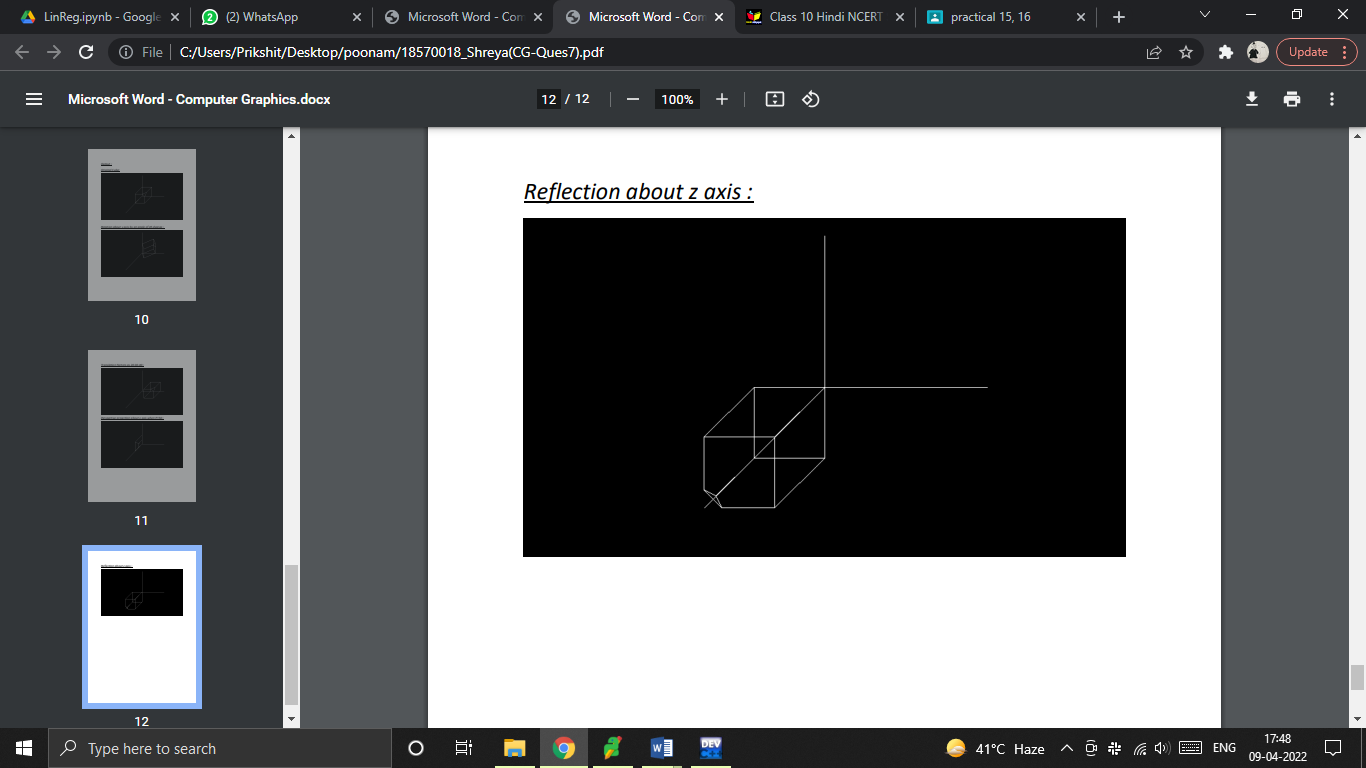 LinReg.ipynb - Google
(2) WhatsApp
Microsoft Word - Com
Microsoft Word - Com
Class 10 Hindi NCERT
practical 15, 16
File
C:/Users/Prikshit/Desktop/poonam/18570018_Shreya(CG-Ques7).pdf
Update
Microsoft Word - Computer Graphics.docx
12 / 12
100%
10
11
12
Reflection about z axis :
Type here to search
DEV
41°C Haze
ENG
17:48
09-04-2022